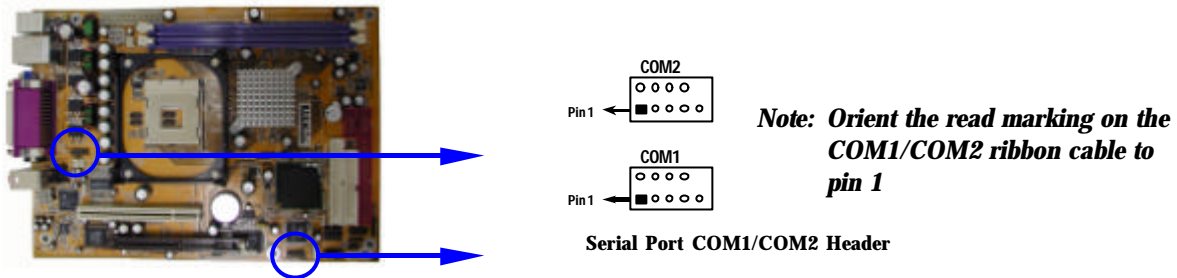 COM2
Pin 1
COM1
Pin 1
Serial Port COM1/COM2 Header
Note: Orient the read marking on the
COM1/COM2 ribbon cable to
pin 1